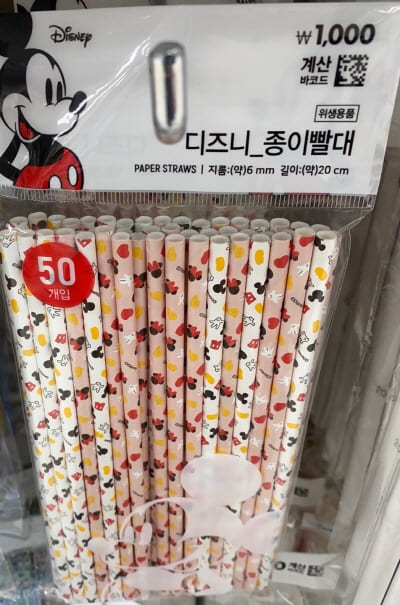 Disney
₩1,000
계산
바코드
위생용품
디즈니_종이빨대
PAPER STRAWS | 지름:(약)6 mm 길이:(약)20 cm
50
개입